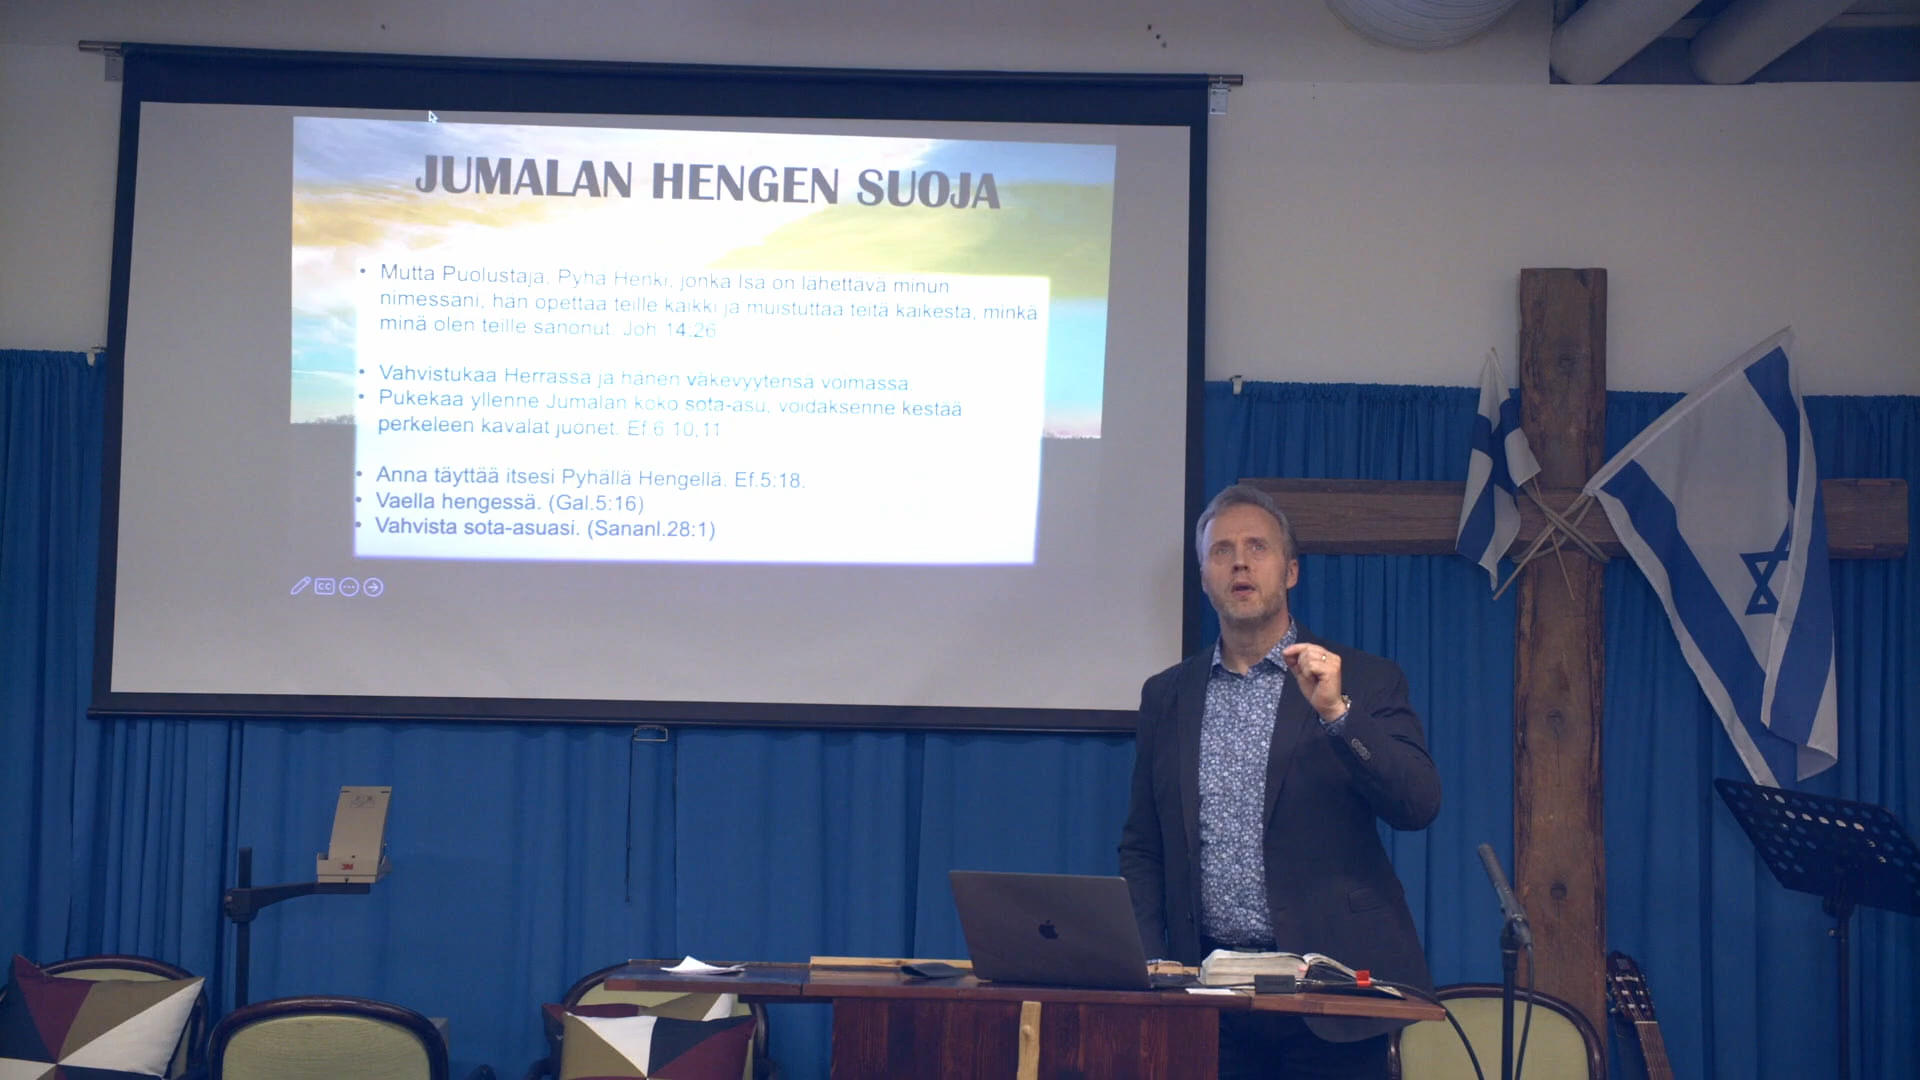 JUMALAN HENGEN SUOJA
• Mutta Puolustaja, Pyhä Henki, jonka Isä on lähettävä minun
nimessäni, hän opettaa teille kaikki ja muistuttaa teitä kaikesta, minkä
minä olen teille sanonut. Joh 14:26
• Vahvistukaa Herrassa ja hänen väkevyytensä voimassa.
• Pukekaa yllenne Jumalan koko sota-asu, voidaksenne kestää
perkeleen kavalat juonet. Ef.6 10,11
• Anna täyttää itsesi Pyhällä Hengellä. Ef.5:18.
• Vaella hengessä. (Gal.5:16)
• Vahvista sota-asuasi. (Sananl.28:1)
CC
3M